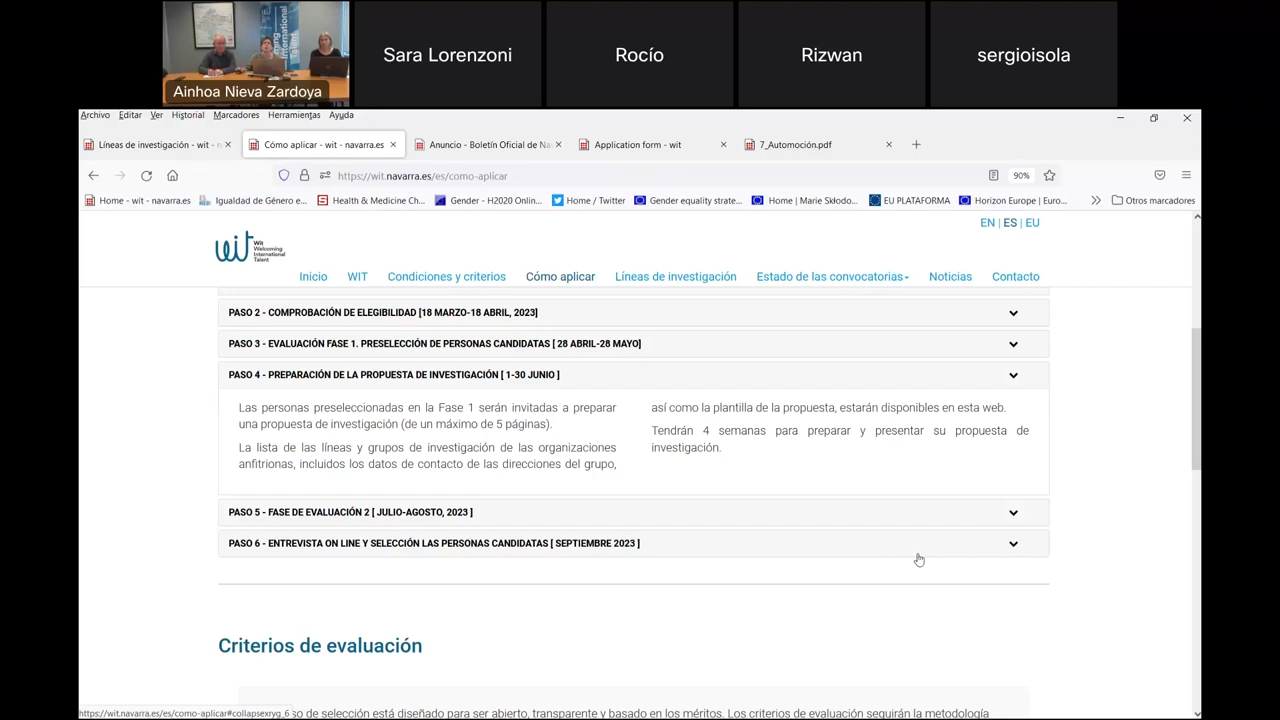 Ainhoa Nieva Zardoya
Sara Lorenzoni
Rocío
Rizwan
sergioisola
Archivo Editar Ver Historial Marcadores Herramientas Ayuda
Líneas de investigación - wit - n
Cómo aplicar - wit - navarra.es
Anuncio - Boletín Oficial de Na
Application form - wit
7_Automoción.pdf
https://wit.navarra.es/es/como-aplicar
90%
Home - wit - navarra.es
Igualdad de Género e...
Health & Medicine Ch...
Gender - H2020 Onlin...
Home / Twitter
Gender equality strate...
Home | Marie Skłodo...
EU PLATAFORMA
Horizon Europe | Euro...
Otros marcadores
EN | ES | EU
wit
Wit
Welcoming
International
Talent
Inicio WIT Condiciones y criterios Cómo aplicar Líneas de investigación Estado de las convocatorias Noticias Contacto
PASO 2 - COMPROBACIÓN DE ELEGIBILIDAD [18 MARZO-18 ABRIL, 2023]
PASO 3 - EVALUACIÓN FASE 1. PRESELECCIÓN DE PERSONAS CANDIDATAS [ 28 ABRIL-28 MAYO]
PASO 4 - PREPARACIÓN DE LA PROPUESTA DE INVESTIGACIÓN [ 1-30 JUNIO ]
Las personas preseleccionadas en la Fase 1 serán invitadas a preparar
una propuesta de investigación (de un máximo de 5 páginas).
La lista de las líneas y grupos de investigación de las organizaciones
anfitrionas, incluidos los datos de contacto de las direcciones del grupo,
así como la plantilla de la propuesta, estarán disponibles en esta web.
Tendrán 4 semanas para preparar y presentar su propuesta de
investigación.
PASO 5 - FASE DE EVALUACIÓN 2 [ JULIO-AGOSTO, 2023 ]
PASO 6 - ENTREVISTA ON LINE Y SELECCIÓN LAS PERSONAS CANDIDATAS [ SEPTIEMBRE 2023 ]
Criterios de evaluación
so de selección está diseñado para ser abierto, transparente y basado en los méritos. Los criterios de evaluación seguirán la metodología
https://wit.navarra.es/es/como-aplicar#collapsexryg_6